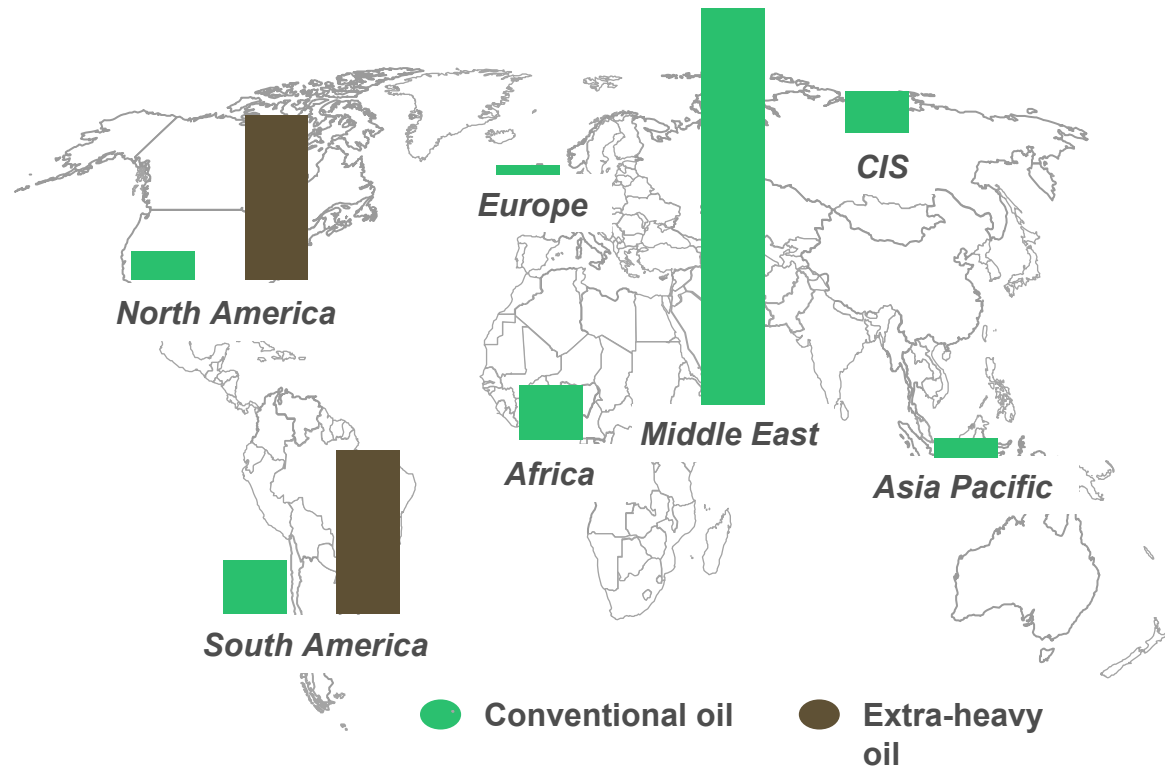 CIS
Europe
North America
Middle East
Africa
Asia Pacific
South America
Conventional oil
Extra-heavy
oil